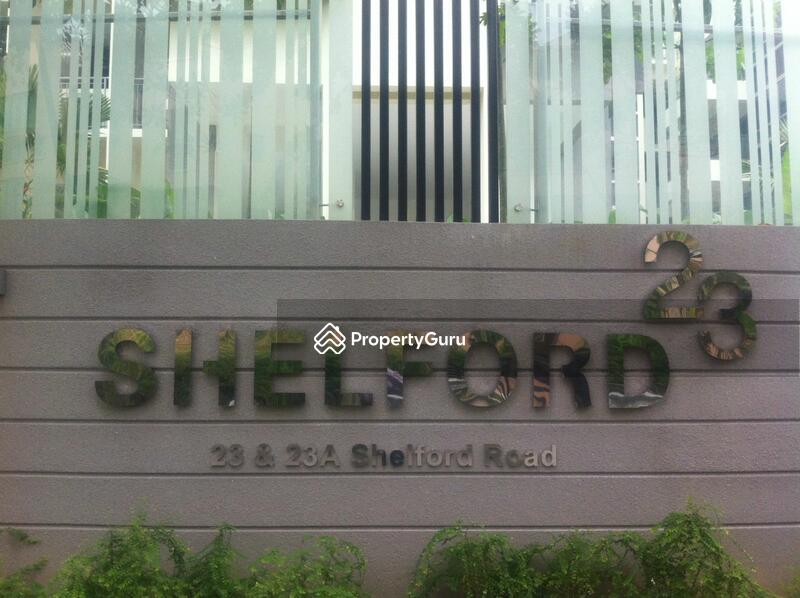 23
SHELFORD
PropertyGuru
23 & 23A Shelford Road